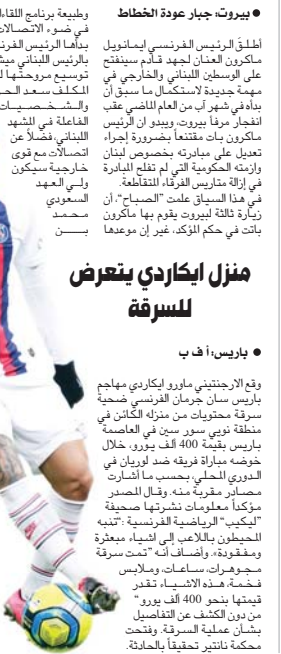 ● بيروت: جبار عودة الخطاط
أطلق الرئيس الفرنسي ايمانويل
ماكرون العنان لجهد قادم سينفتح
على الوسطين اللبناني والخارجي في
مهمة جديدة لاستكمال ما سبق أن
بدأه في شهر آب من العام الماضي عقب
انفجار مرفأ بيروت، ويبدو ان الرئيس
ماكرون بات مقتنعاً بضرورة إجراء
تعديل على مبادرته بخصوص لبنان
وأزمته الحكومية التي لم تفلح المبادرة
في إزالة متاريس الفرقاء المتقاطعة.
في هذا السياق علمت "الصباح"، أن
زيارة ثالثة لبيروت يقوم بها ماكرون
باتت في حكم المؤكد، غير إن موعدها
وطبيعة برنامج اللقاء
في ضوء الاتصالات
بدأها الرئيس الفرن
بالرئيس اللبناني ميش
توسيع مروحتها ل
المكلف سعد الحر
والشخصيات
الفاعلة في المشهد
اللبناني، فضلاً عن
اتصالات مع قوى
خارجية سيكون
ولي العهد
السعودي
محمد
بن
منزل ايكاردي يتعرض
للسرقة
● باريس: أ ف ب
وقع الارجنتيني ماورو ايكاردي مهاجم
باريس سان جرمان الفرنسي ضحية
سرقة محتويات من منزله الكائن في
منطقة نويي سور سين في العاصمة
باريس بقيمة 400 ألف يورو، خلال
خوضه مباراة فريقه ضد لوريان في
الدوري المحلي، بحسب ما أشارت
مصادر مقربة منه. وقال المصدر
مؤكداً معلومات نشرتها صحيفة
"ليكيب" الرياضية الفرنسية :"تنبه
المحيطون باللاعب إلى اشياء مبعثرة
ومفقودة». وأضاف أنه "تمت سرقة
مجوهرات، ساعات، وملابس
فخمة، هذه الاشياء تقدر
قيمتها بنحو 400 ألف يورو"
من دون الكشف عن التفاصيل
بشأن عملية السرقة. وفتحت
محكمة نانتير تحقيقاً بالحادثة.